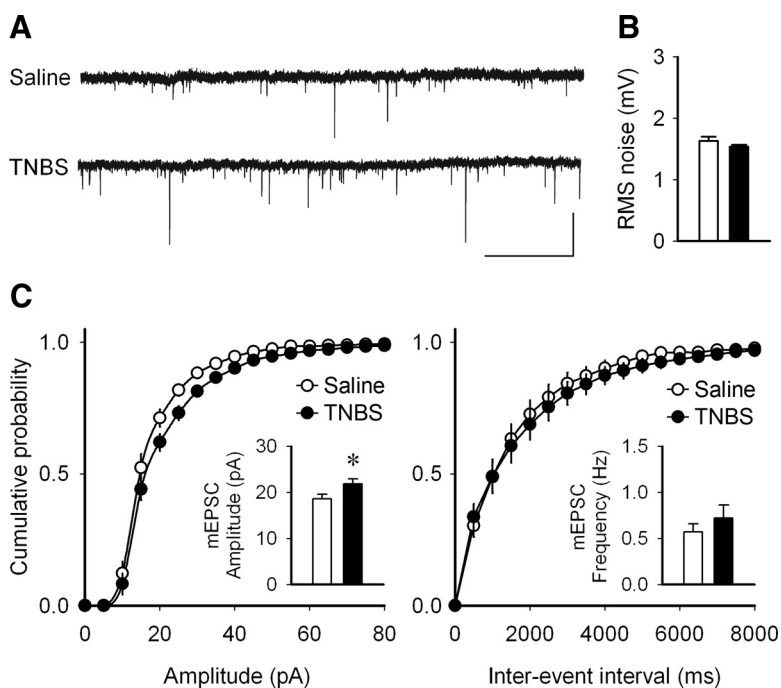 A
Saline
TNBS
B
3
2
1
0
RMS noise (mV)
C
1.0
0.5
0.0
Cumulative probability
Saline
TNBS
30
20
10
0
mEPSC
Amplitude (pA)
*
0 20 40 60 80
Amplitude (pA)
1.0
0.5
0.0
Saline
TNBS
1.5
1.0
0.5
0.0
mEPSC
Frequency (Hz)
0 2000 4000 6000 8000
Inter-event interval (ms)